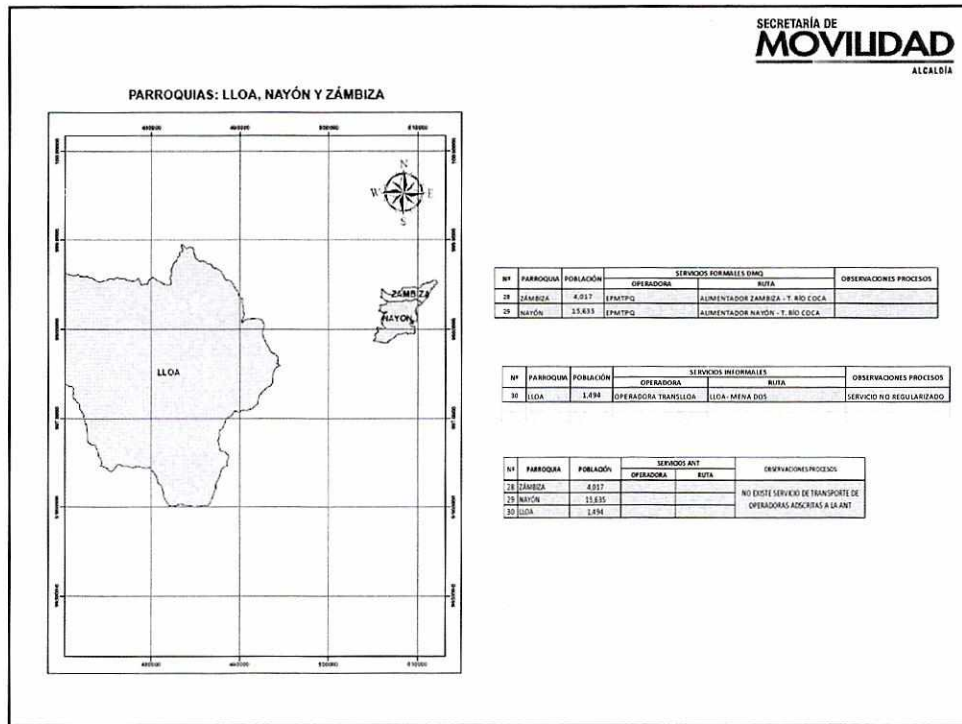 SECRETARÍA DE
MOVILIDAD
ALCALDÍA
PARROQUIAS: LLOA, NAYÓN Y ZÁMBIZA
N
W E
S
ZÁMBIZA
NAYÓN
LLOA
Nº PARROQUIA POBLACIÓN SERVICIOS FORMALES DMQ OBSERVACIONES PROCESOS
OPERADORA RUTA
28 ZÁMBIZA 4,017 EPMTPQ ALIMENTADOR ZAMBIZA - T. RÍO COCA
29 NAYÓN 15,635 EPMTPQ ALIMENTADOR NAYÓN - T. RÍO COCA
Nº PARROQUIA POBLACIÓN SERVICIOS INFORMALES OBSERVACIONES PROCESOS
OPERADORA RUTA
30 LLOA 1,494 OPERADORA TRANSLLOA LLOA- MENA DOS SERVICIO NO REGULARIZADO
Nº PARROQUIA POBLACIÓN SERVICIOS ANT OBSERVACIONES PROCESOS
OPERADORA RUTA
28 ZÁMBIZA 4,017
29 NAYÓN 15,635
30 LLOA 1,494
NO EXISTE SERVICIO DE TRANSPORTE DE
OPERADORAS ADSCRITAS A LA ANT